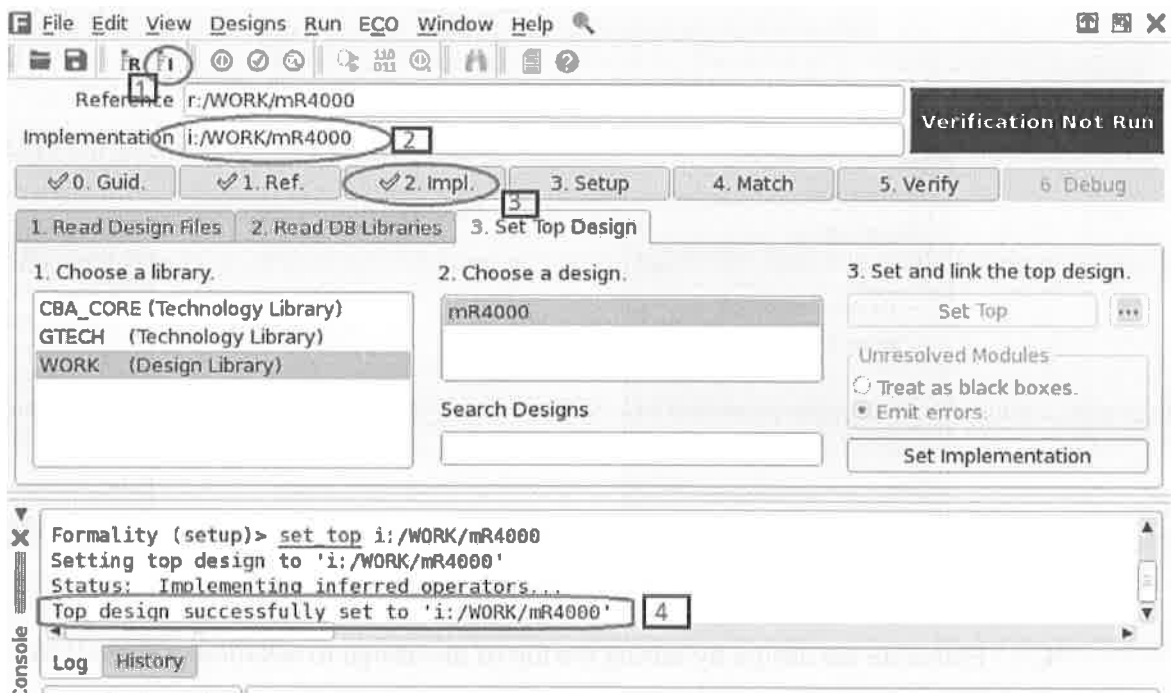 File Edit View Designs Run ECO Window Help
R I
110
011
1
Reference r:/WORK/mR4000
Verification Not Run
Implementation i:/WORK/mR4000 2
0. Guid. 1. Ref. 2. Impl. 3. Setup 4. Match 5. Verify 6. Debug
3
1. Read Design Files 2. Read DB Libraries 3. Set Top Design
1. Choose a library. 2. Choose a design. 3. Set and link the top design.
CBA_CORE (Technology Library) mR4000 Set Top ...
GTECH (Technology Library)
WORK (Design Library)
Unresolved Modules
Treat as black boxes.
Search Designs Emit errors.
Set Implementation
Formality (setup)> set_top i:/WORK/mR4000
Setting top design to 'i:/WORK/mR4000'
Status: Implementing inferred operators...
Top design successfully set to 'i:/WORK/mR4000' 4
Console
Log History